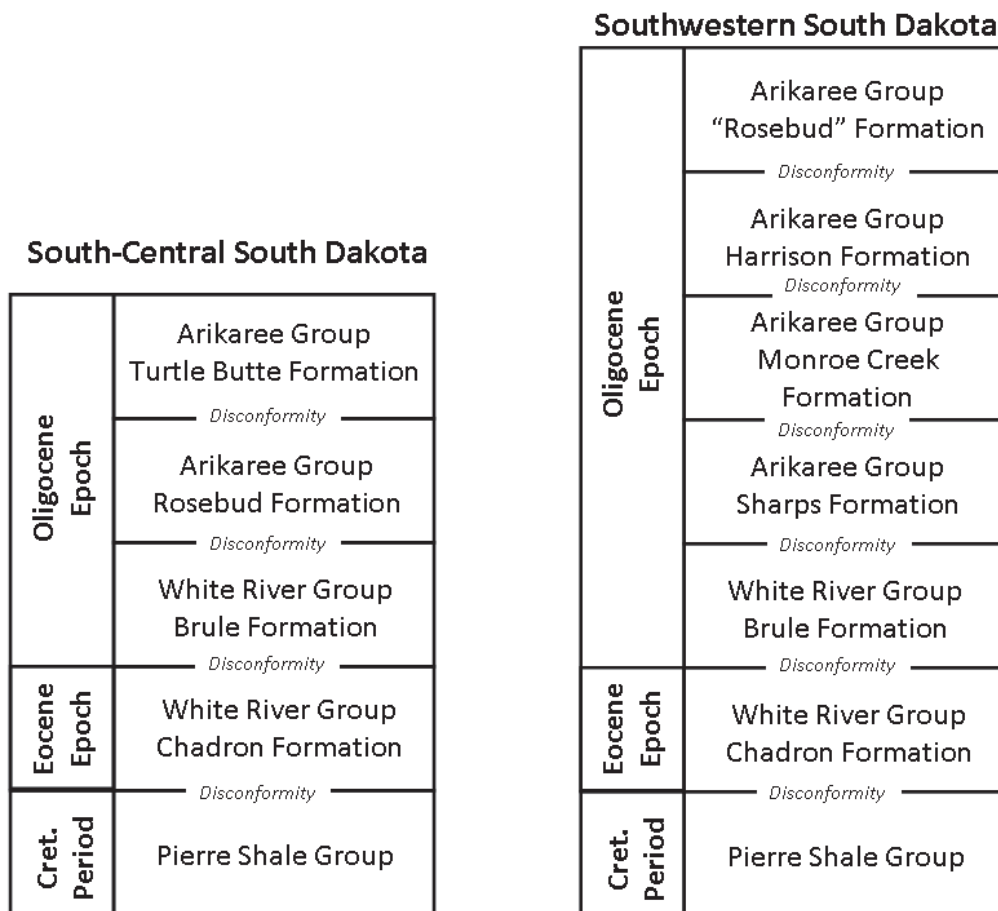 South-Central South Dakota
Oligocene
Epoch
Arikaree Group
Turtle Butte Formation
Disconformity
Arikaree Group
Rosebud Formation
Disconformity
White River Group
Brule Formation
Disconformity
Eocene
Epoch
White River Group
Chadron Formation
Disconformity
Cret.
Period
Pierre Shale Group
Southwestern South Dakota
Oligocene
Epoch
Arikaree Group
“Rosebud” Formation
Disconformity
Arikaree Group
Harrison Formation
Disconformity
Arikaree Group
Monroe Creek
Formation
Disconformity
Arikaree Group
Sharps Formation
Disconformity
White River Group
Brule Formation
Disconformity
Eocene
Epoch
White River Group
Chadron Formation
Disconformity
Cret.
Period
Pierre Shale Group